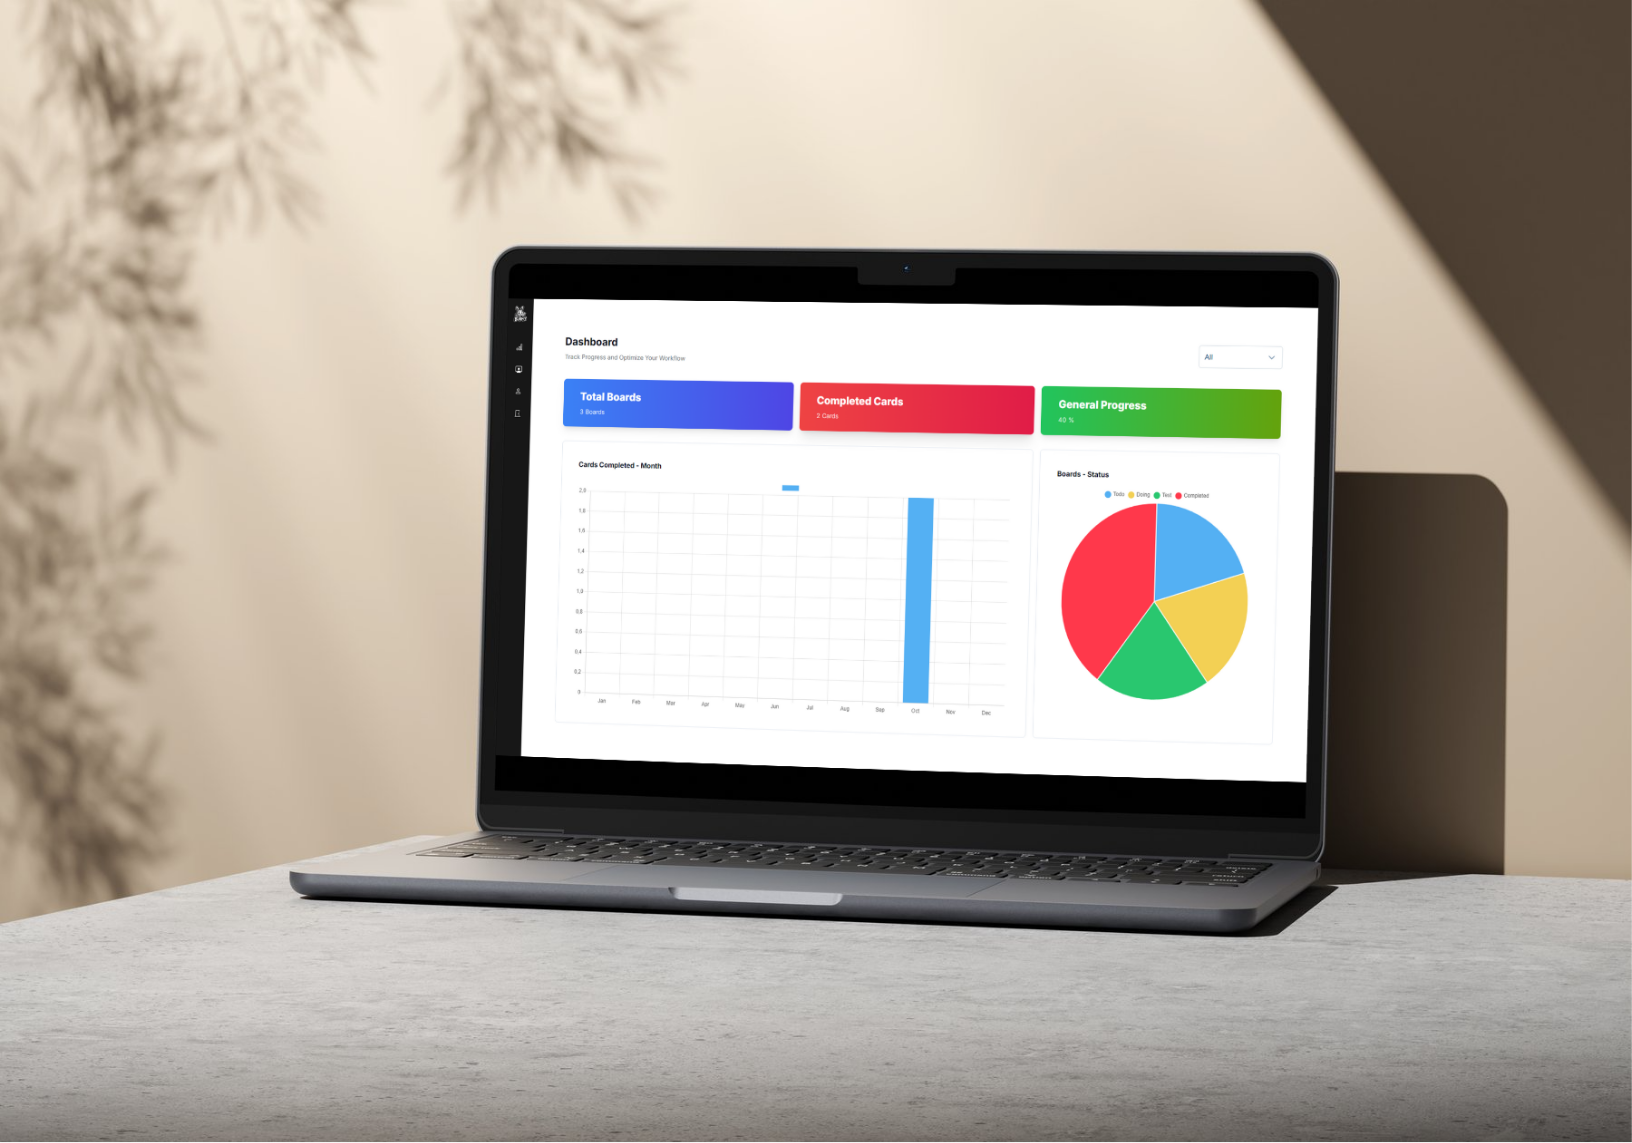 Dashboard
Track Progress and Optimize Your Workflow
All
Total Boards
3 Boards
Completed Cards
2 Cards
General Progress
40 %
Cards Completed - Month
2,0
1,8
1,6
1,4
1,2
1,0
0,8
0,6
0,4
0,2
0
Jan Feb Mar Apr May Jun Jul Aug Sep Oct Nov Dec
Boards - Status
Todo Doing Test Completed